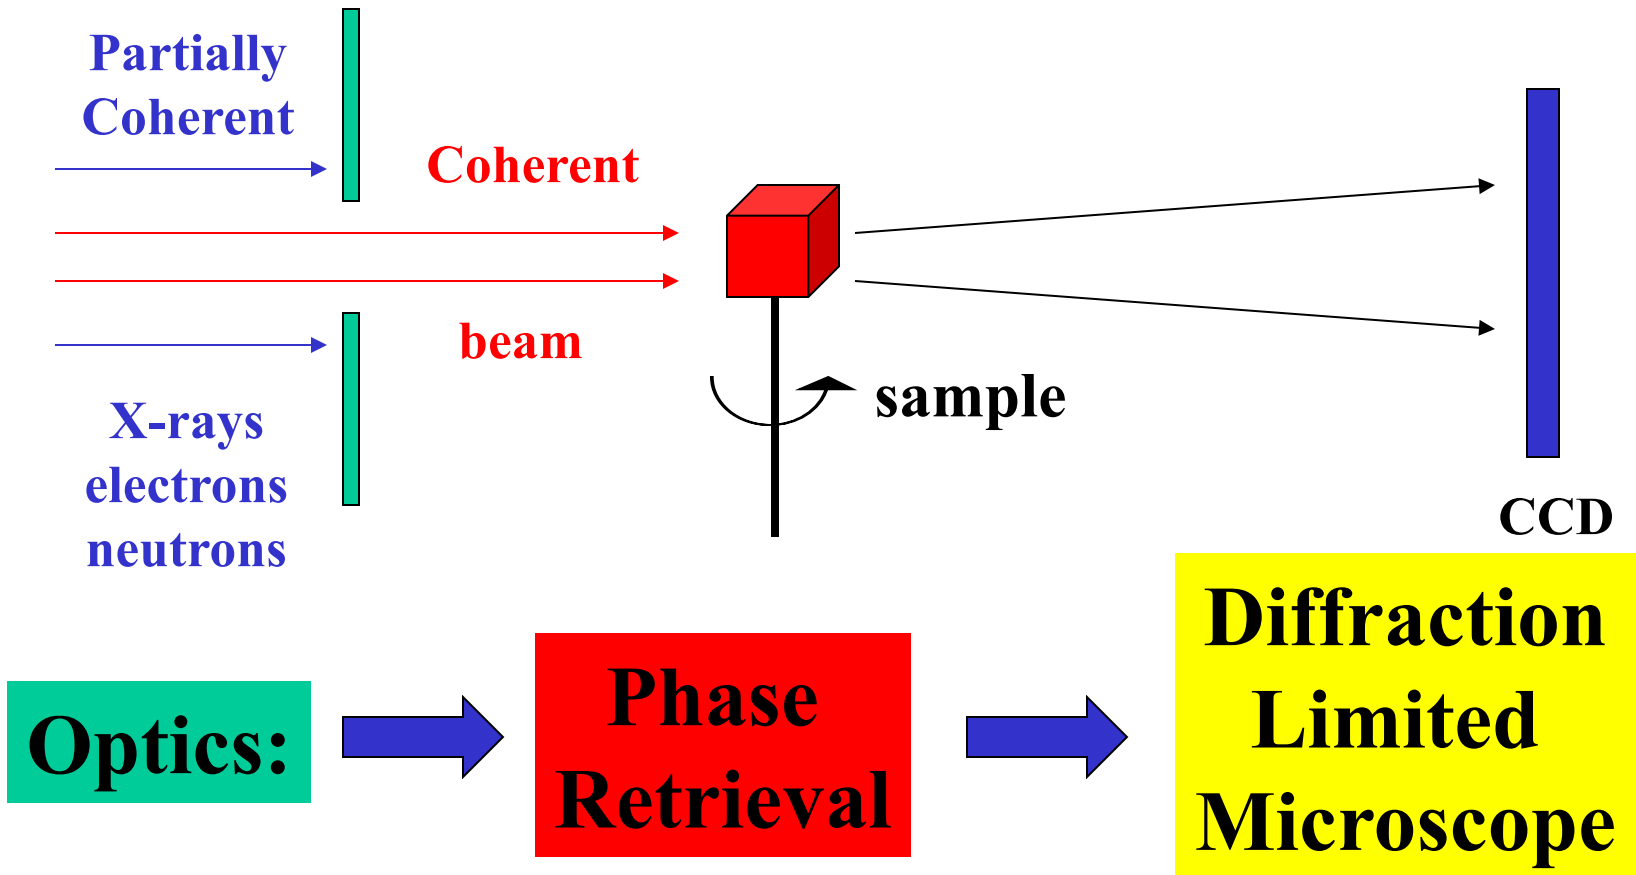 Partially
Coherent
Coherent
beam
X-rays
electrons
neutrons
sample
CCD
Optics:
Phase
Retrieval
Diffraction
Limited
Microscope